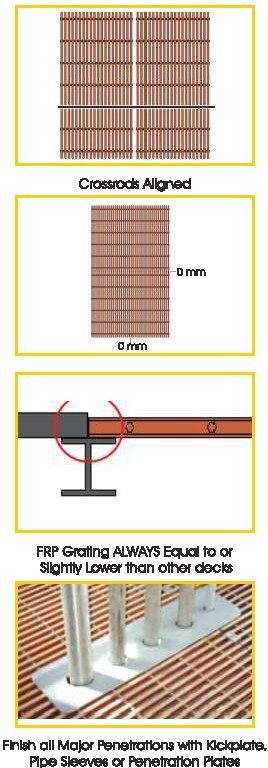 Crossrods Aligned
0 mm
0 mm
FRP Grating ALWAYS Equal to or
Slightly Lower than other decks
Finish all Major Penetrations with Kickplate,
Pipe Sleeves or Penetration Plates